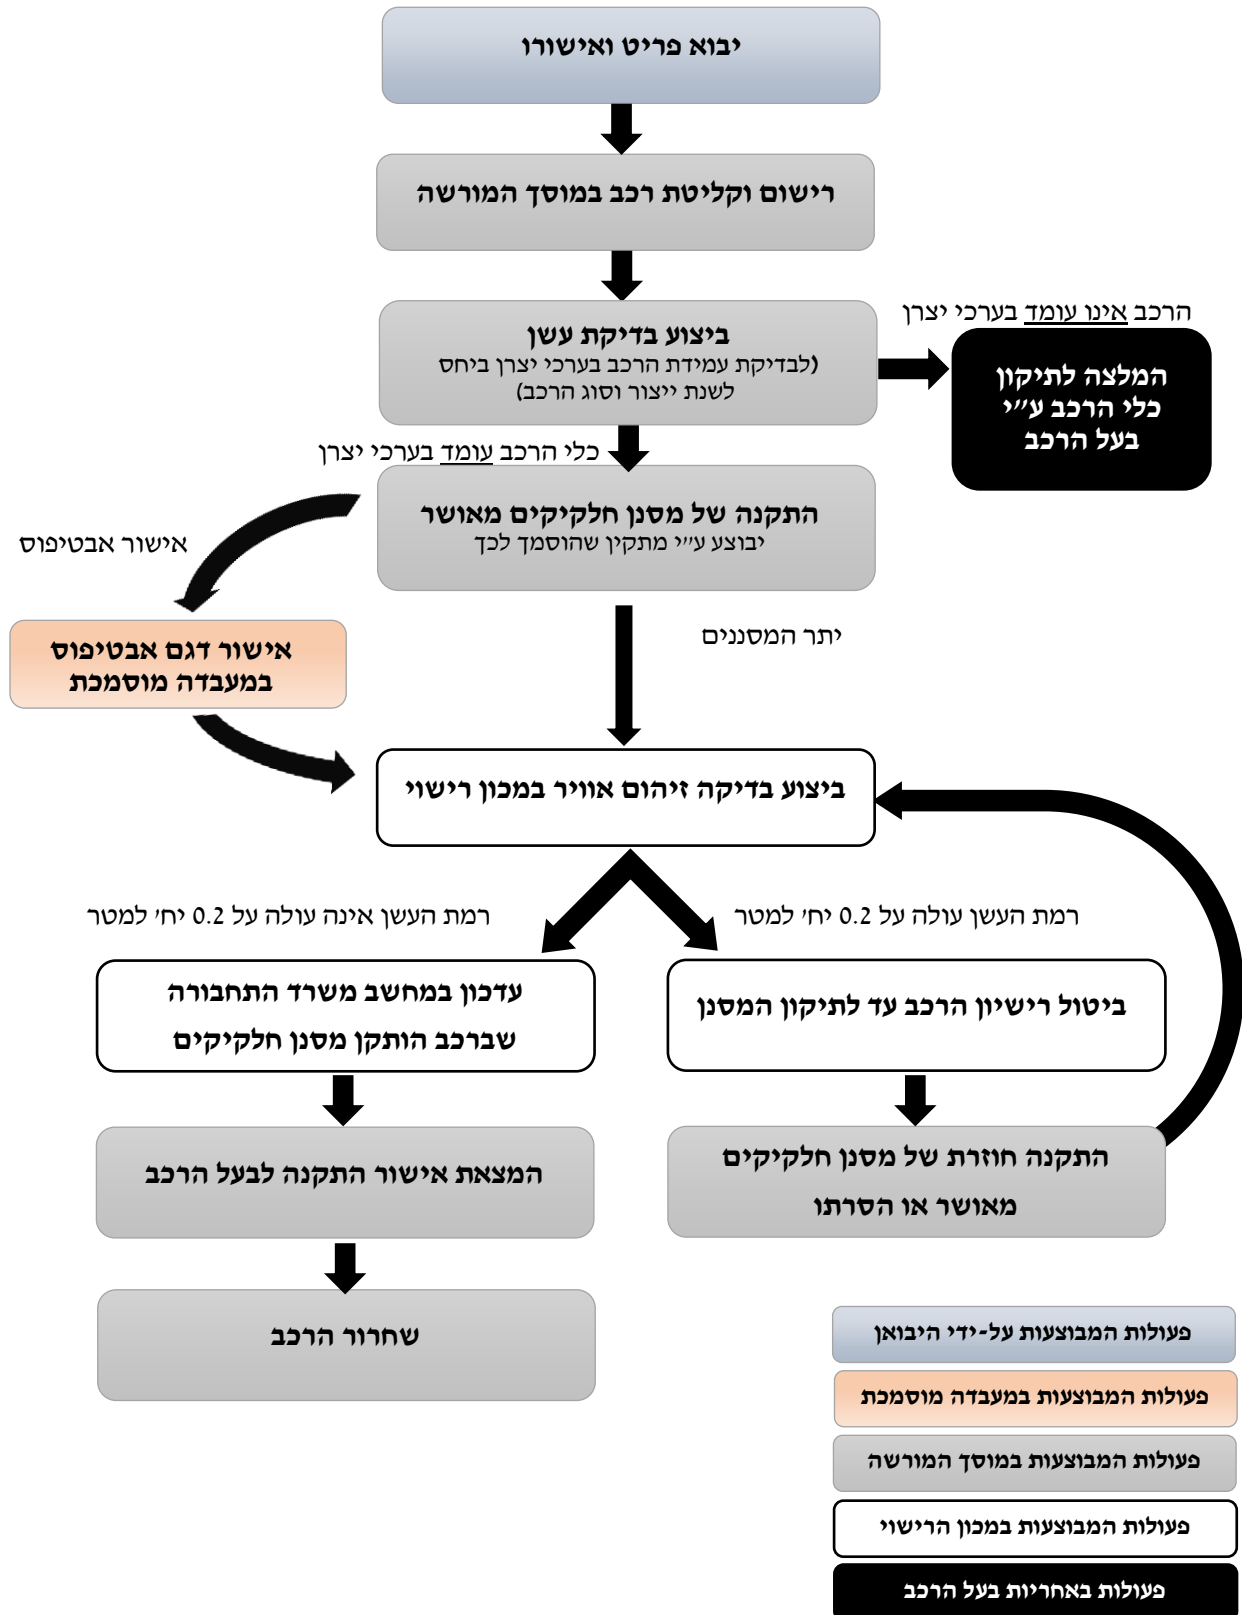 יבוא פריט ואישורו
רישום וקליטת רכב במוסך המורשה
ביצוע בדיקת עשן
(לבדיקת עמידת הרכב בערכי יצרן ביחס
לשנת ייצור וסוג הרכב)
הרכב אינו עומד בערכי יצרן
המלצה לתיקון
כלי הרכב ע״י
בעל הרכב
כלי הרכב עומד בערכי יצרן
התקנה של מסנן חלקיקים מאושר
יבוצע ע״י מתקין שהוסמך לכך
אישור אבטיפוס
אישור דגם אבטיפוס
במעבדה מוסמכת
יתר המסננים
ביצוע בדיקה זיהום אוויר במכון רישוי
רמת העשן עולה על 0.2 יח׳ למטר
רמת העשן אינה עולה על 0.2 יח׳ למטר
ביטול רישיון הרכב עד לתיקון המסנן
עדכון במחשב משרד התחבורה
שברכב הותקן מסנן חלקיקים
התקנה חוזרת של מסנן חלקיקים
מאושר או הסרתו
המצאת אישור התקנה לבעל הרכב
שחרור הרכב
פעולות המבוצעות על-ידי היבואן
פעולות המבוצעות במעבדה מוסמכת
פעולות המבוצעות במוסך המורשה
פעולות המבוצעות במכון הרישוי
פעולות באחריות בעל הרכב